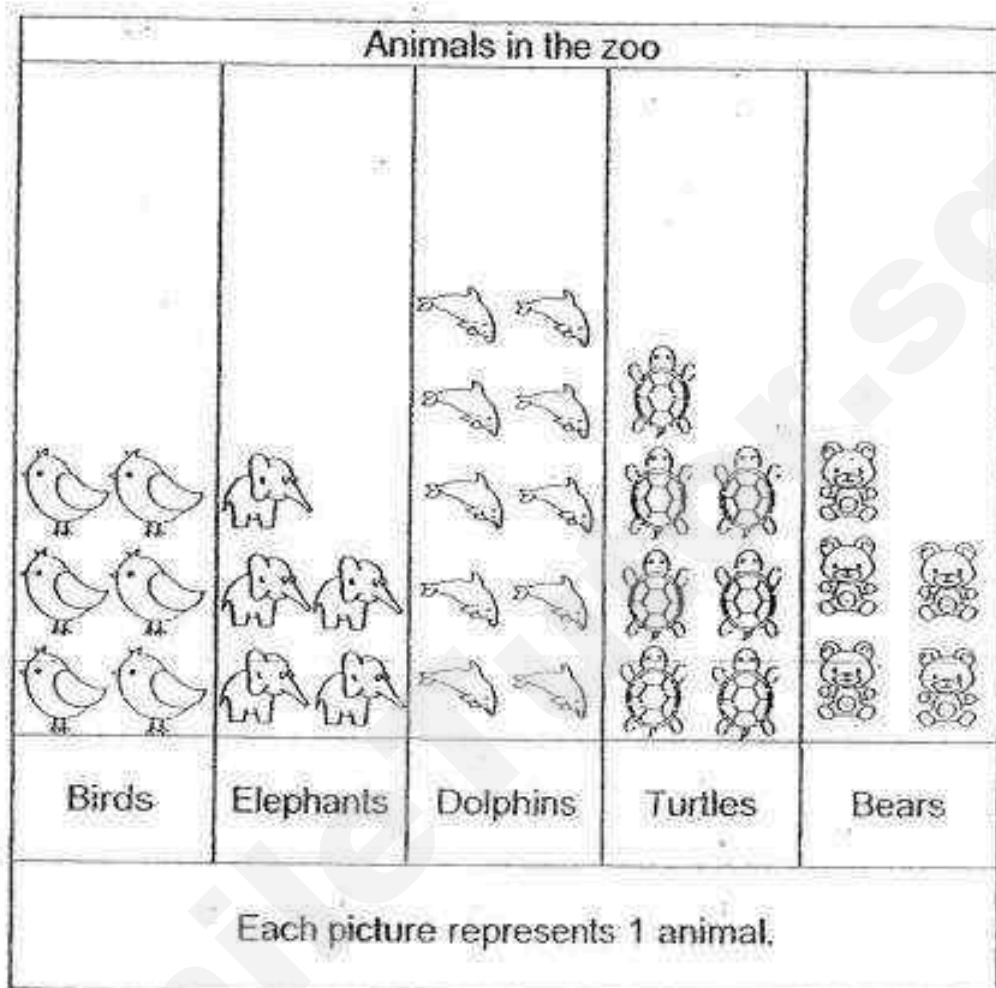 Animals in the zoo
Birds Elephants Dolphins Turtles Bears
Each picture represents 1 animal.